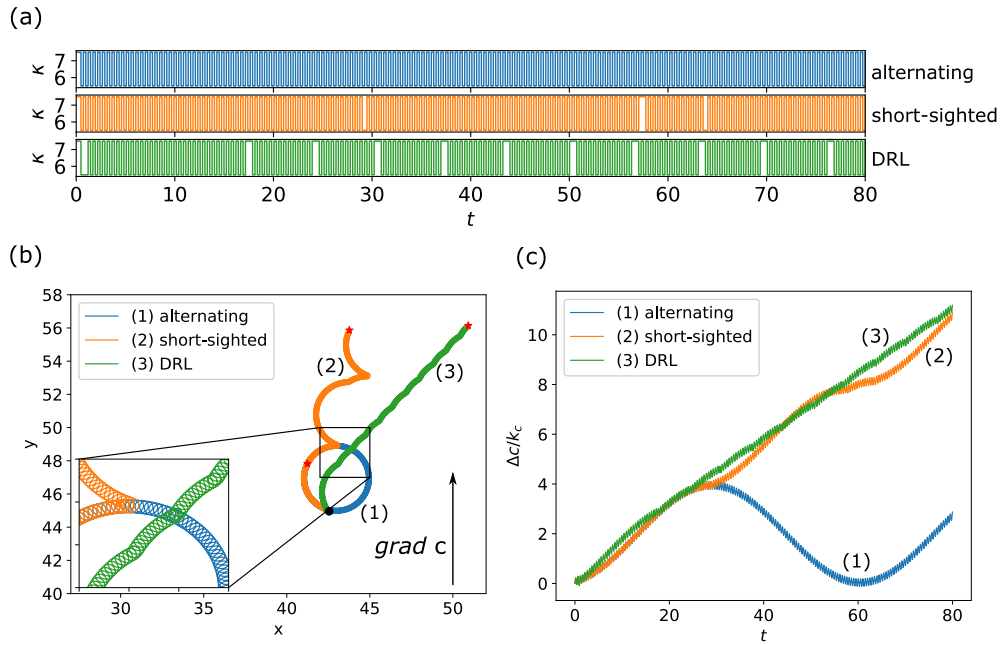 (a)
κ
7
6
alternating
κ
7
6
short-sighted
κ
7
6
DRL
0 10 20 30 40 50 60 70 80
t
(b)
58
56
54
52
50
48
46
44
42
40
(1) alternating
(2) short-sighted
(3) DRL
(2)
(3)
(1)
grad c
30 35 40 45 50
x
y
(c)
10
8
6
4
2
0
(1) alternating
(2) short-sighted
(3) DRL
(3)
(2)
(1)
0 20 40 60 80
t
Δc/k_c